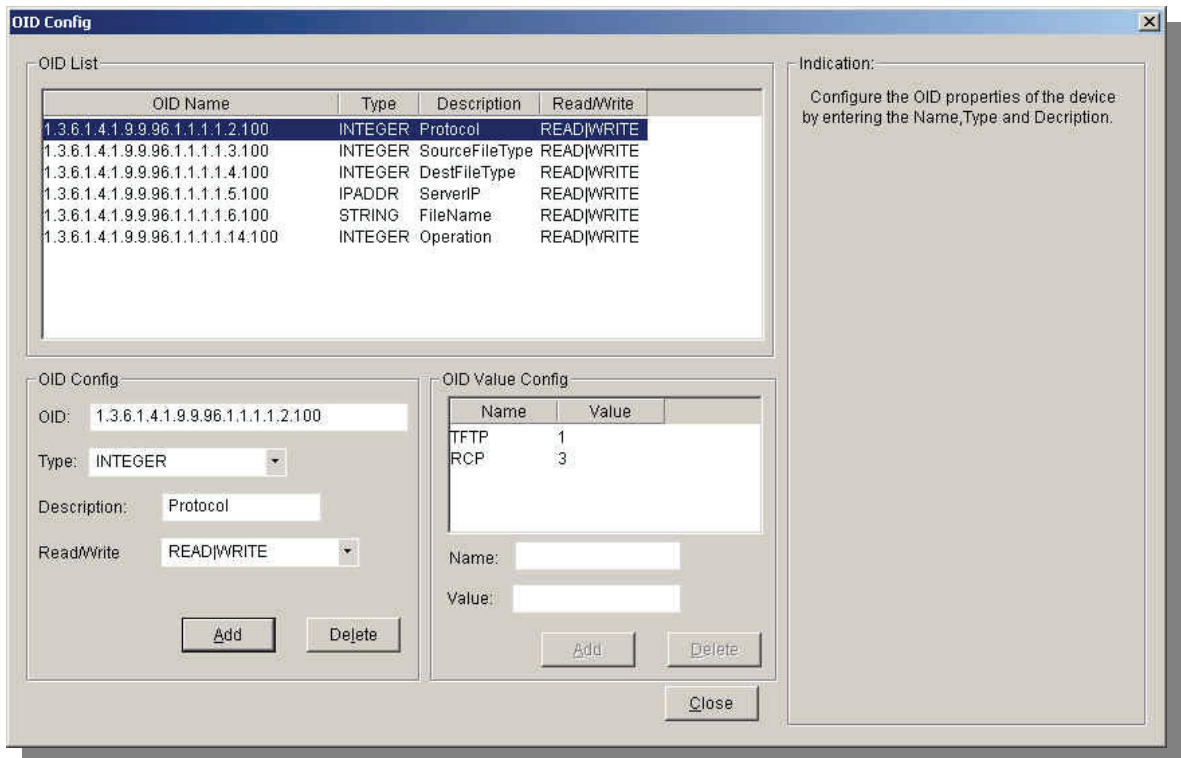 OID Config
OID List
OID Name Type Description Read/Write
1.3.6.1.4.1.9.9.96.1.1.1.1.2.100 INTEGER Protocol READ|WRITE
1.3.6.1.4.1.9.9.96.1.1.1.1.3.100 INTEGER SourceFileType READ|WRITE
1.3.6.1.4.1.9.9.96.1.1.1.1.4.100 INTEGER DestFileType READ|WRITE
1.3.6.1.4.1.9.9.96.1.1.1.1.5.100 IPADDR ServerIP READ|WRITE
1.3.6.1.4.1.9.9.96.1.1.1.1.6.100 STRING FileName READ|WRITE
1.3.6.1.4.1.9.9.96.1.1.1.1.14.100 INTEGER Operation READ|WRITE
Indication:
Configure the OID properties of the device
by entering the Name,Type and Decription.
OID Config
OID: 1.3.6.1.4.1.9.9.96.1.1.1.1.2.100
Type: INTEGER
Description: Protocol
Read/Write READ|WRITE
Add Delete
OID Value Config
Name Value
TFTP 1
RCP 3
Name:
Value:
Add Delete
Close